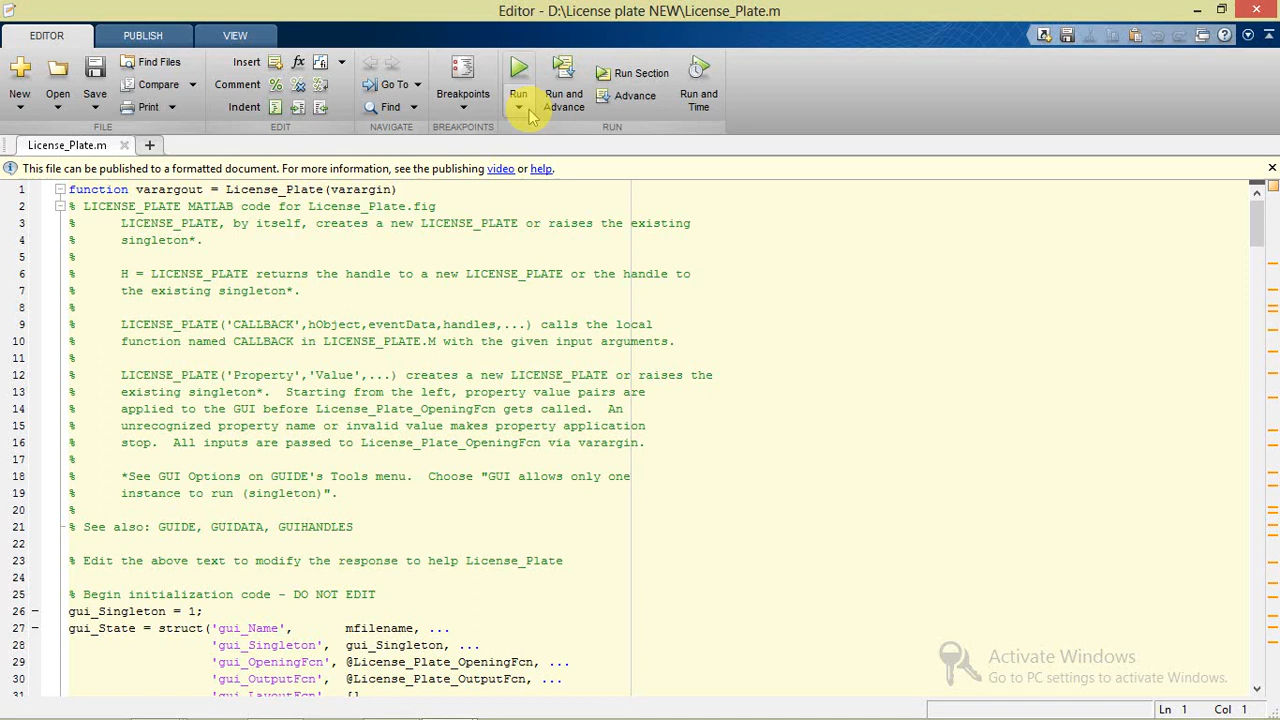 Editor - D:\License plate NEW\License_Plate.m
EDITOR PUBLISH VIEW
New Open Save Find Files Compare Print
Insert Comment Indent
Go To Find
Breakpoints
Run Run and Advance Run Section Advance Run and Time
FILE EDIT NAVIGATE BREAKPOINTS RUN
License_Plate.m
This file can be published to a formatted document. For more information, see the publishing video or help.
1 function varargout = License_Plate(varargin)
2 % LICENSE_PLATE MATLAB code for License_Plate.fig
3 % LICENSE_PLATE, by itself, creates a new LICENSE_PLATE or raises the existing
4 % singleton*.
5 %
6 % H = LICENSE_PLATE returns the handle to a new LICENSE_PLATE or the handle to
7 % the existing singleton*.
8 %
9 % LICENSE_PLATE('CALLBACK',hObject,eventData,handles,...) calls the local
10 % function named CALLBACK in LICENSE_PLATE.M with the given input arguments.
11 %
12 % LICENSE_PLATE('Property','Value',...) creates a new LICENSE_PLATE or raises the
13 % existing singleton*. Starting from the left, property value pairs are
14 % applied to the GUI before License_Plate_OpeningFcn gets called. An
15 % unrecognized property name or invalid value makes property application
16 % stop. All inputs are passed to License_Plate_OpeningFcn via varargin.
17 %
18 % *See GUI Options on GUIDE's Tools menu. Choose "GUI allows only one
19 % instance to run (singleton)".
20 %
21 % See also: GUIDE, GUIDATA, GUIHANDLES
22
23 % Edit the above text to modify the response to help License_Plate
24
25 % Begin initialization code - DO NOT EDIT
26 gui_Singleton = 1;
27 gui_State = struct('gui_Name', mfilename, ...
28 'gui_Singleton', gui_Singleton, ...
29 'gui_OpeningFcn', @License_Plate_OpeningFcn, ...
30 'gui_OutputFcn', @License_Plate_OutputFcn, ...
31 'gui_LayoutFcn', []
Activate Windows
Go to PC settings to activate Windows.
Ln 1 Col 1